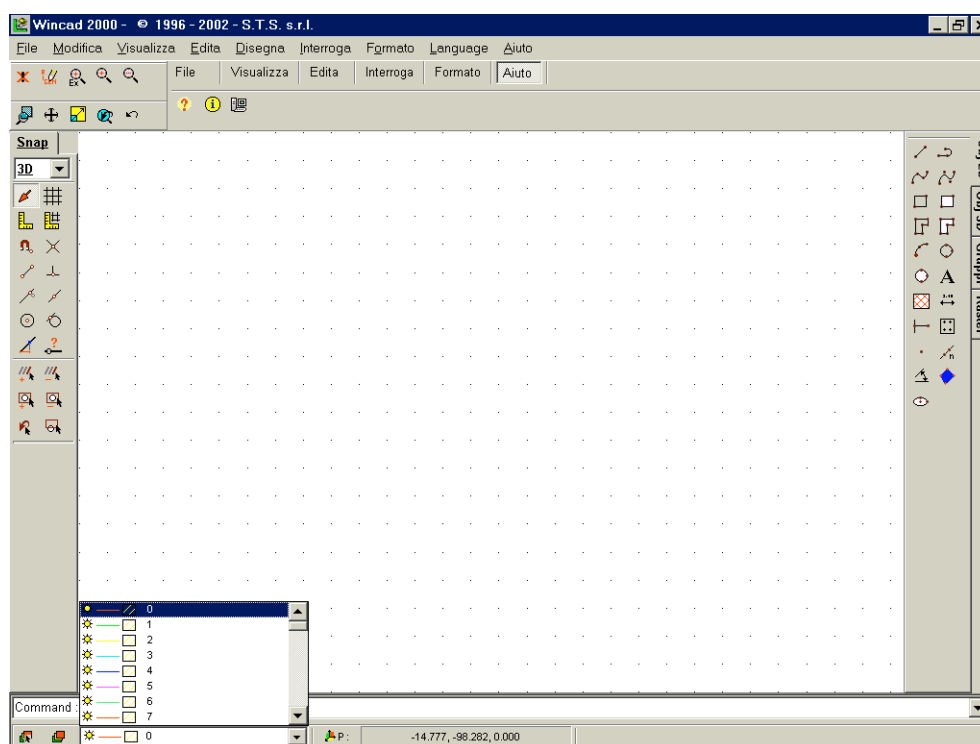 Wincad 2000 - © 1996 - 2002 - S.T.S. s.r.l.
File Modifica Visualizza Edita Disegna Interroga Formato Language Aiuto
File Visualizza Edita Interroga Formato Aiuto
EX
Snap
3D
A
n
Raster
0
1
2
3
4
5
6
7
Command :
0
P : -14.777, -98.282, 0.000